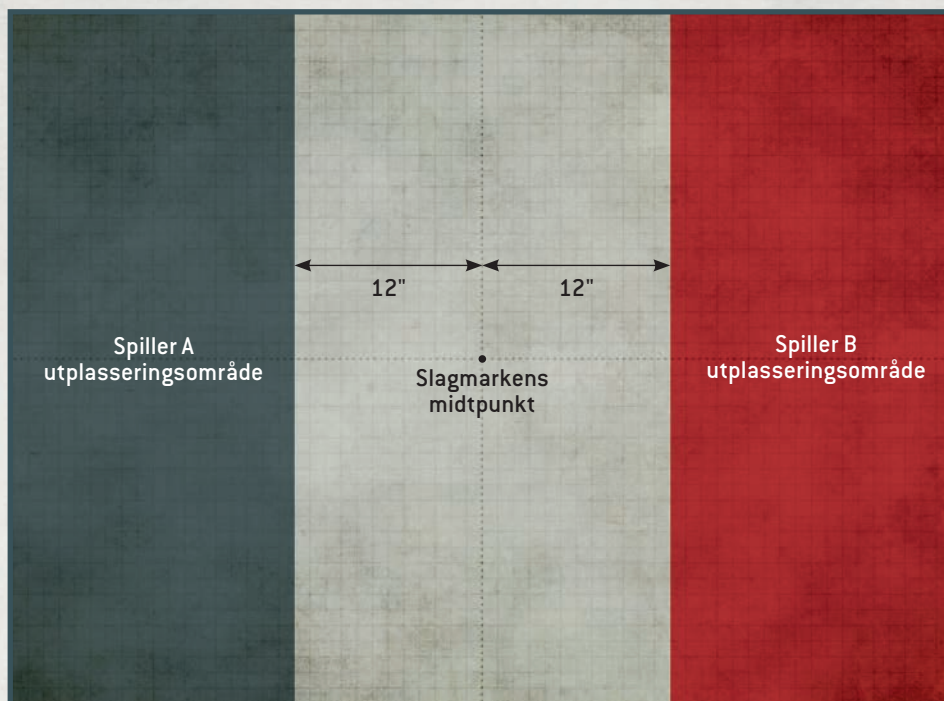 12"
12"
Spiller A
utplasseringsområde
Slagmarkens
midtpunkt
Spiller B
utplasseringsområde